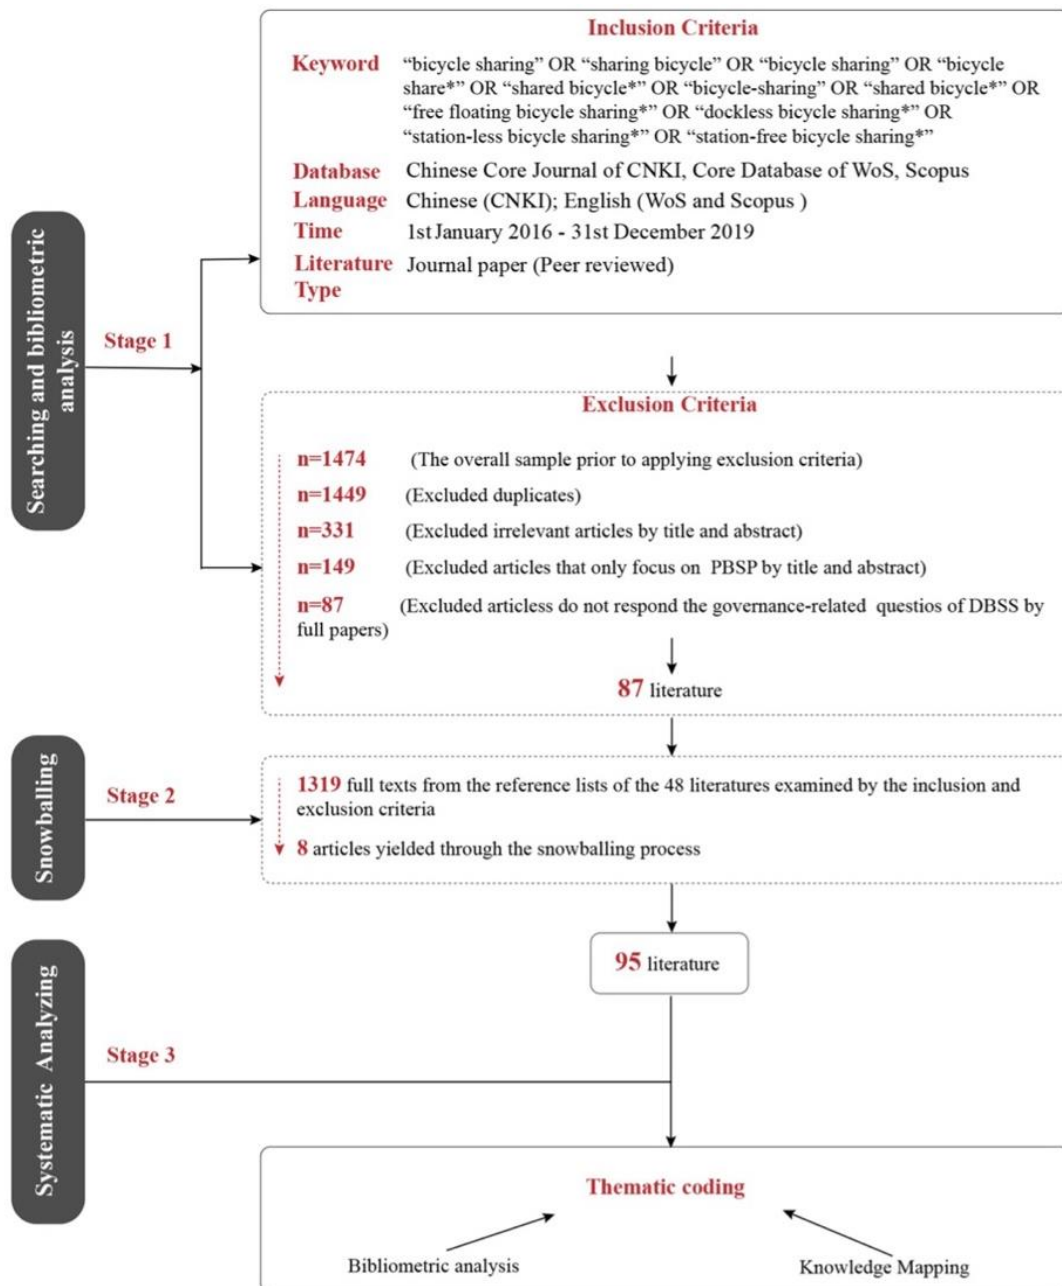 Inclusion Criteria
Keyword “bicycle sharing” OR “sharing bicycle” OR “bicycle sharing” OR “bicycle
share*” OR “shared bicycle*” OR “bicycle-sharing” OR “shared bicycle*” OR
“free floating bicycle sharing*” OR “dockless bicycle sharing*” OR
“station-less bicycle sharing*” OR “station-free bicycle sharing*”
Database Chinese Core Journal of CNKI, Core Database of WoS, Scopus
Language Chinese (CNKI); English (WoS and Scopus )
Time 1st January 2016 - 31st December 2019
Literature Journal paper (Peer reviewed)
Type
Searching and bibliometric
analysis
Stage 1
Exclusion Criteria
n=1474 (The overall sample prior to applying exclusion criteria)
n=1449 (Excluded duplicates)
n=331 (Excluded irrelevant articles by title and abstract)
n=149 (Excluded articles that only focus on PBSP by title and abstract)
n=87 (Excluded articless do not respond the governance-related questios of DBSS by
full papers)
87 literature
Snowballing
Stage 2
1319 full texts from the reference lists of the 48 literatures examined by the inclusion and
exclusion criteria
8 articles yielded through the snowballing process
95 literature
Systematic Analyzing
Stage 3
Thematic coding
Bibliometric analysis
Knowledge Mapping